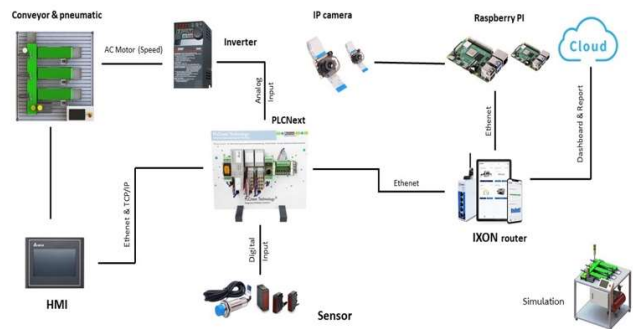 Conveyor & pneumatic
AC Motor (Speed)
Inverter
IP camera
Raspberry PI
Cloud
Analog
Input
PLCNext
Ethernet
Dashboard & Report
Ethernet & TCP/IP
Ethernet
IXON router
HMI
Digital
Input
Sensor
Simulation